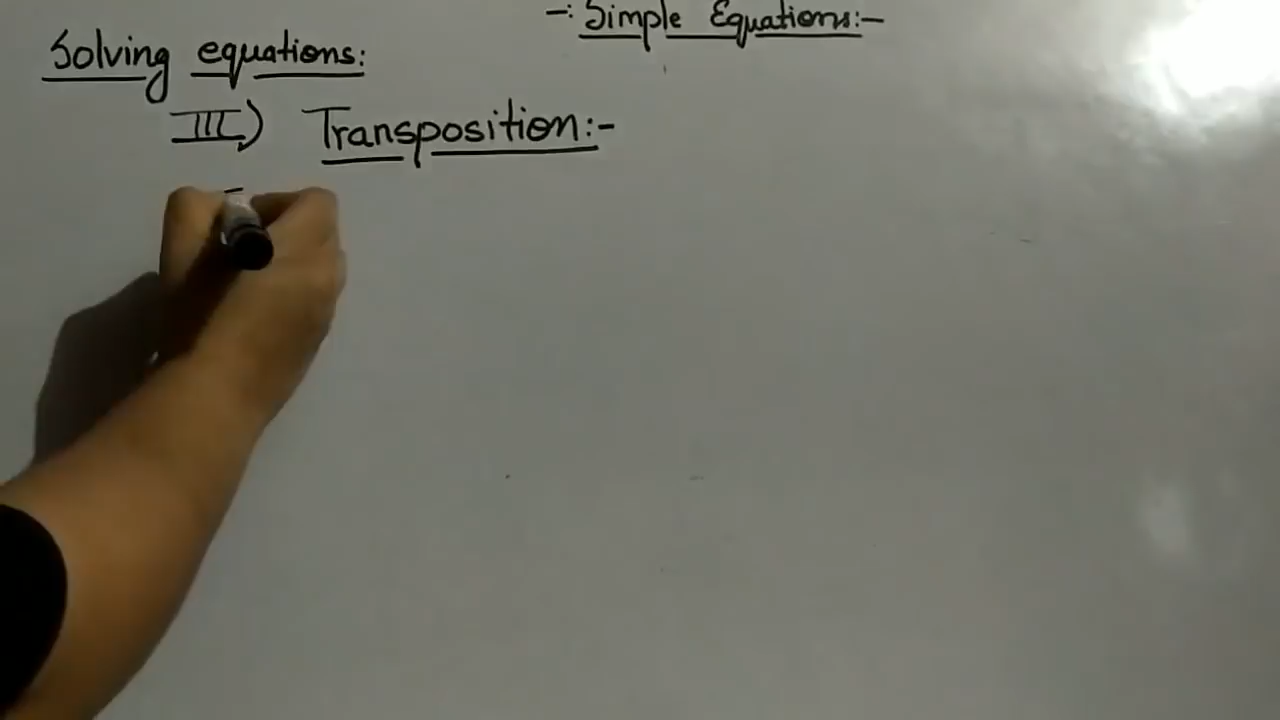 -: Simple Equations:-
Solving equations:
III) Transposition:-